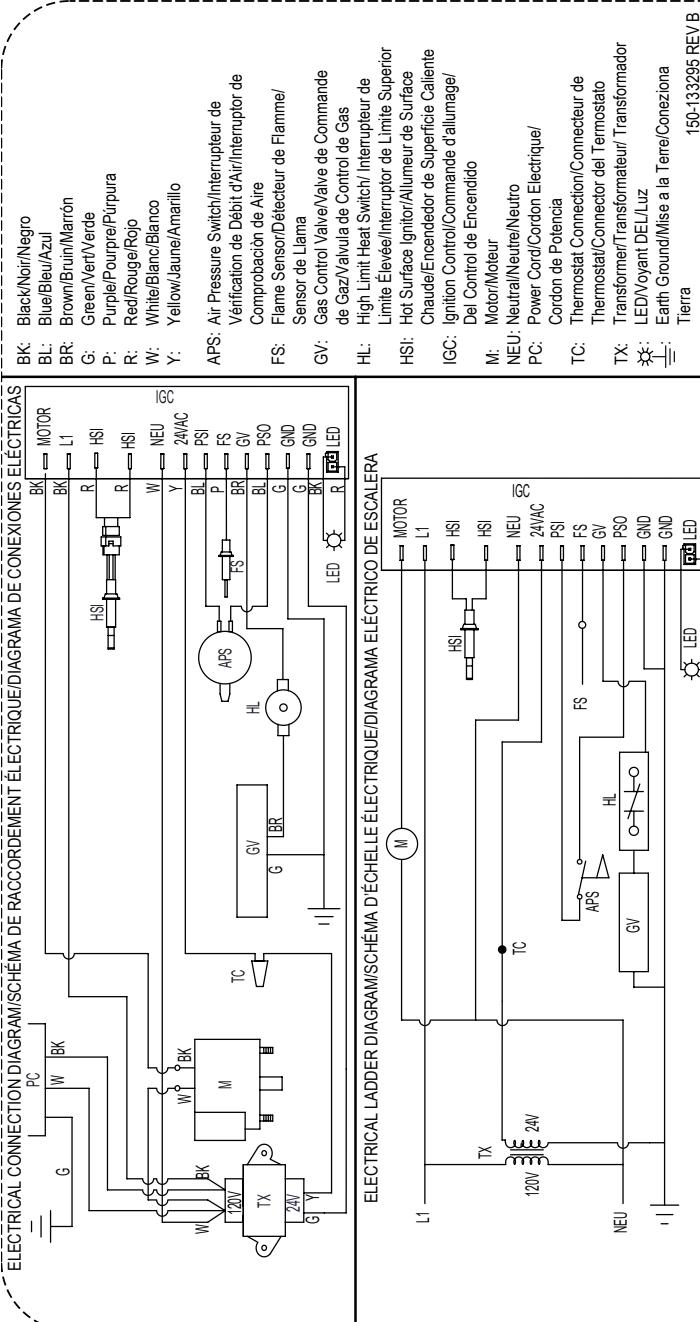 ELECTRICAL CONNECTION DIAGRAM/SCHÉMA DE RACCORDEMENT ÉLECTRIQUE/DIAGRAMA DE CONEXIONES ELÉCTRICAS
PC
G
W
BK
BK
BK
R
R
W
Y
BL
P
BR
BL
G
G
BK
R
MOTOR
L1
HSI
HSI
NEU
24VAC
PSI
FS
GV
PSO
GND
GND
LED
IGC
HSI
FS
APS
HL
LED
GV
BR
G
TC
W
BK
M
W
BK
120V
TX
24V
G
Y
ELECTRICAL LADDER DIAGRAM/SCHÉMA D'ÉCHELLE ÉLECTRIQUE/DIAGRAMA ELÉCTRICO DE ESCALERA
L1
NEU
TX
120V
24V
TC
M
HSI
APS
FS
HL
GV
MOTOR
L1
HSI
HSI
NEU
24VAC
PSI
FS
GV
PSO
GND
GND
LED
LED
IGC
BK: Black/Noir/Negro
BL: Blue/Bleu/Azul
BR: Brown/Bruin/Marrón
G: Green/Vert/Verde
P: Purple/Pourpre/Púrpura
R: Red/Rouge/Rojo
W: White/Blanc/Blanco
Y: Yellow/Jaune/Amarillo
APS: Air Pressure Switch/Interrupteur de
Vérification de Débit d'Air/Interruptor de
Comprobación de Aire
FS: Flame Sensor/Détecteur de Flamme/
Sensor de Llama
GV: Gas Control Valve/Valve de Commande
de Gaz/Valvula de Control de Gas
HL: High Limit Heat Switch/ Interrupteur de
Limite Élevée/Interruptor de Limite Superior
HSI: Hot Surface Ignitor/Allumeur de Surface
Chaude/Encendedor de Superficie Caliente
IGC: Ignition Control/Commande d'allumage/
Del Control de Encendido
M: Motor/Moteur
NEU: Neutral/Neutre/Neutro
PC: Power Cord/Cordon Electrique/
Cordon de Potencia
TC: Thermostat Connection/Connecteur de
Thermostat/Connector del Termostato
TX: Transformer/Transformateur/ Transformador
: LED/Voyant DEL/Luz
: Earth Ground/Mise a la Terre/Coneziona
Tierra
150-133295 REV B